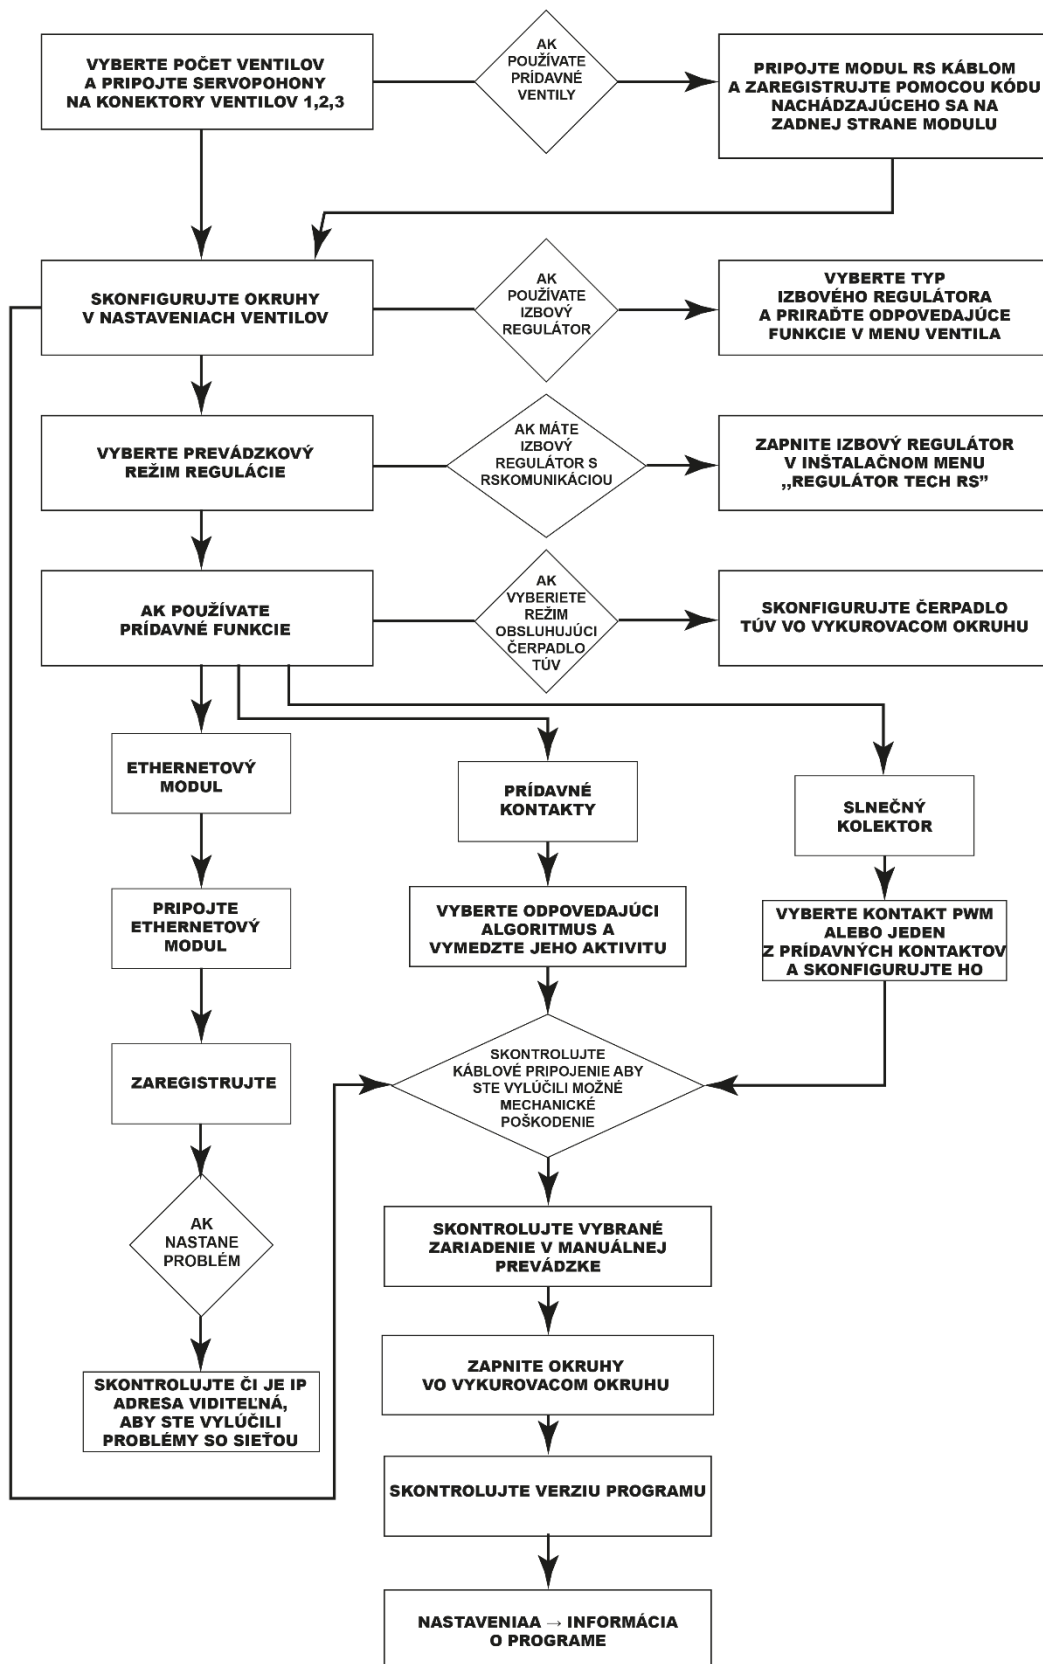 VYBERTE POČET VENTILOV
A PRIPOJTE SERVOPOHONY
NA KONEKTORY VENTILOV 1,2,3
AK
POUŽÍVATE
PRÍDAVNÉ
VENTILY
PRIPOJTE MODUL RS KÁBLOM
A ZAREGISTRUJTE POMOCOU KÓDU
NACHÁDZAJÚCEHO SA NA
ZADNEJ STRANE MODULU
SKONFIGURUJTE OKRUHY
V NASTAVENIACH VENTILOV
AK
POUŽÍVATE
IZBOVÝ
REGULÁTOR
VYBERTE TYP
IZBOVÉHO REGULÁTORA
A PRIRAĎTE ODPOVEDAJÚCE
FUNKCIE V MENU VENTILA
VYBERTE PREVÁDZKOVÝ
REŽIM REGULÁCIE
AK MÁTE
IZBOVÝ
REGULÁTOR S
RSKOMUNIKÁCIOU
ZAPNITE IZBOVÝ REGULÁTOR
V INŠTALAČNOM MENU
,,REGULÁTOR TECH RS”
AK POUŽÍVATE
PRÍDAVNÉ FUNKCIE
AK
VYBERIETE
REŽIM
OBSLUHUJÚCI
ČERPADLO
TÚV
SKONFIGURUJTE ČERPADLO
TÚV VO VYKUROVACOM OKRUHU
ETHERNETOVÝ
MODUL
PRÍDAVNÉ
KONTAKTY
SLNEČNÝ
KOLEKTOR
PRIPOJTE
ETHERNETOVÝ
MODUL
VYBERTE ODPOVEDAJÚCI
ALGORITMUS A
VYMEDZTE JEHO AKTIVITU
VYBERTE KONTAKT PWM
ALEBO JEDEN
Z PRÍDAVNÝCH KONTAKTOV
A SKONFIGURUJTE HO
ZAREGISTRUJTE
SKONTROLUJTE
KÁBLOVÉ PRIPOJENIE ABY
STE VYLÚČILI MOŽNÉ
MECHANICKÉ
POŠKODENIE
AK
NASTANE
PROBLÉM
SKONTROLUJTE VYBRANÉ
ZARIADENIE V MANUÁLNEJ
PREVÁDZKE
SKONTROLUJTE ČI JE IP
ADRESA VIDITEĽNÁ,
ABY STE VYLÚČILI
PROBLÉMY SO SIEŤOU
ZAPNITE OKRUHY
VO VYKUROVACOM OKRUHU
SKONTROLUJTE VERZIU PROGRAMU
NASTAVENIAA → INFORMÁCIA
O PROGRAME